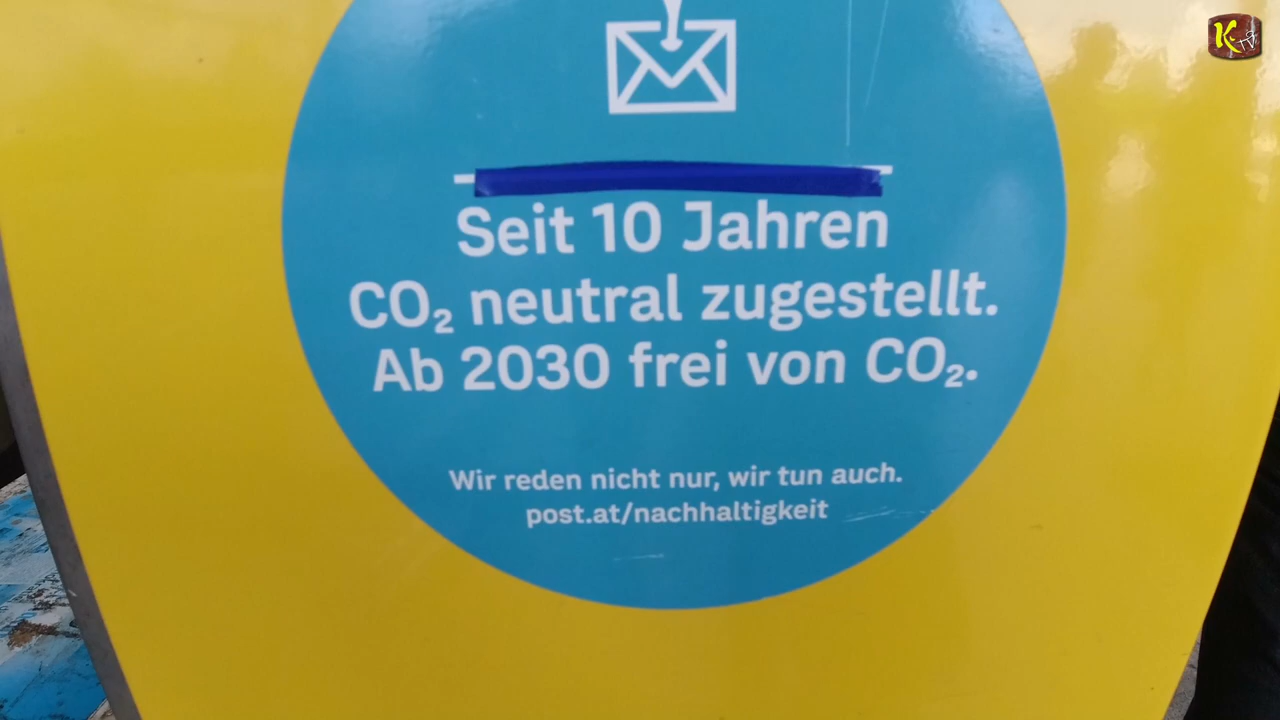 Seit 10 Jahren
CO₂ neutral zugestellt.
Ab 2030 frei von CO₂.
Wir reden nicht nur, wir tun auch.
post.at/nachhaltigkeit